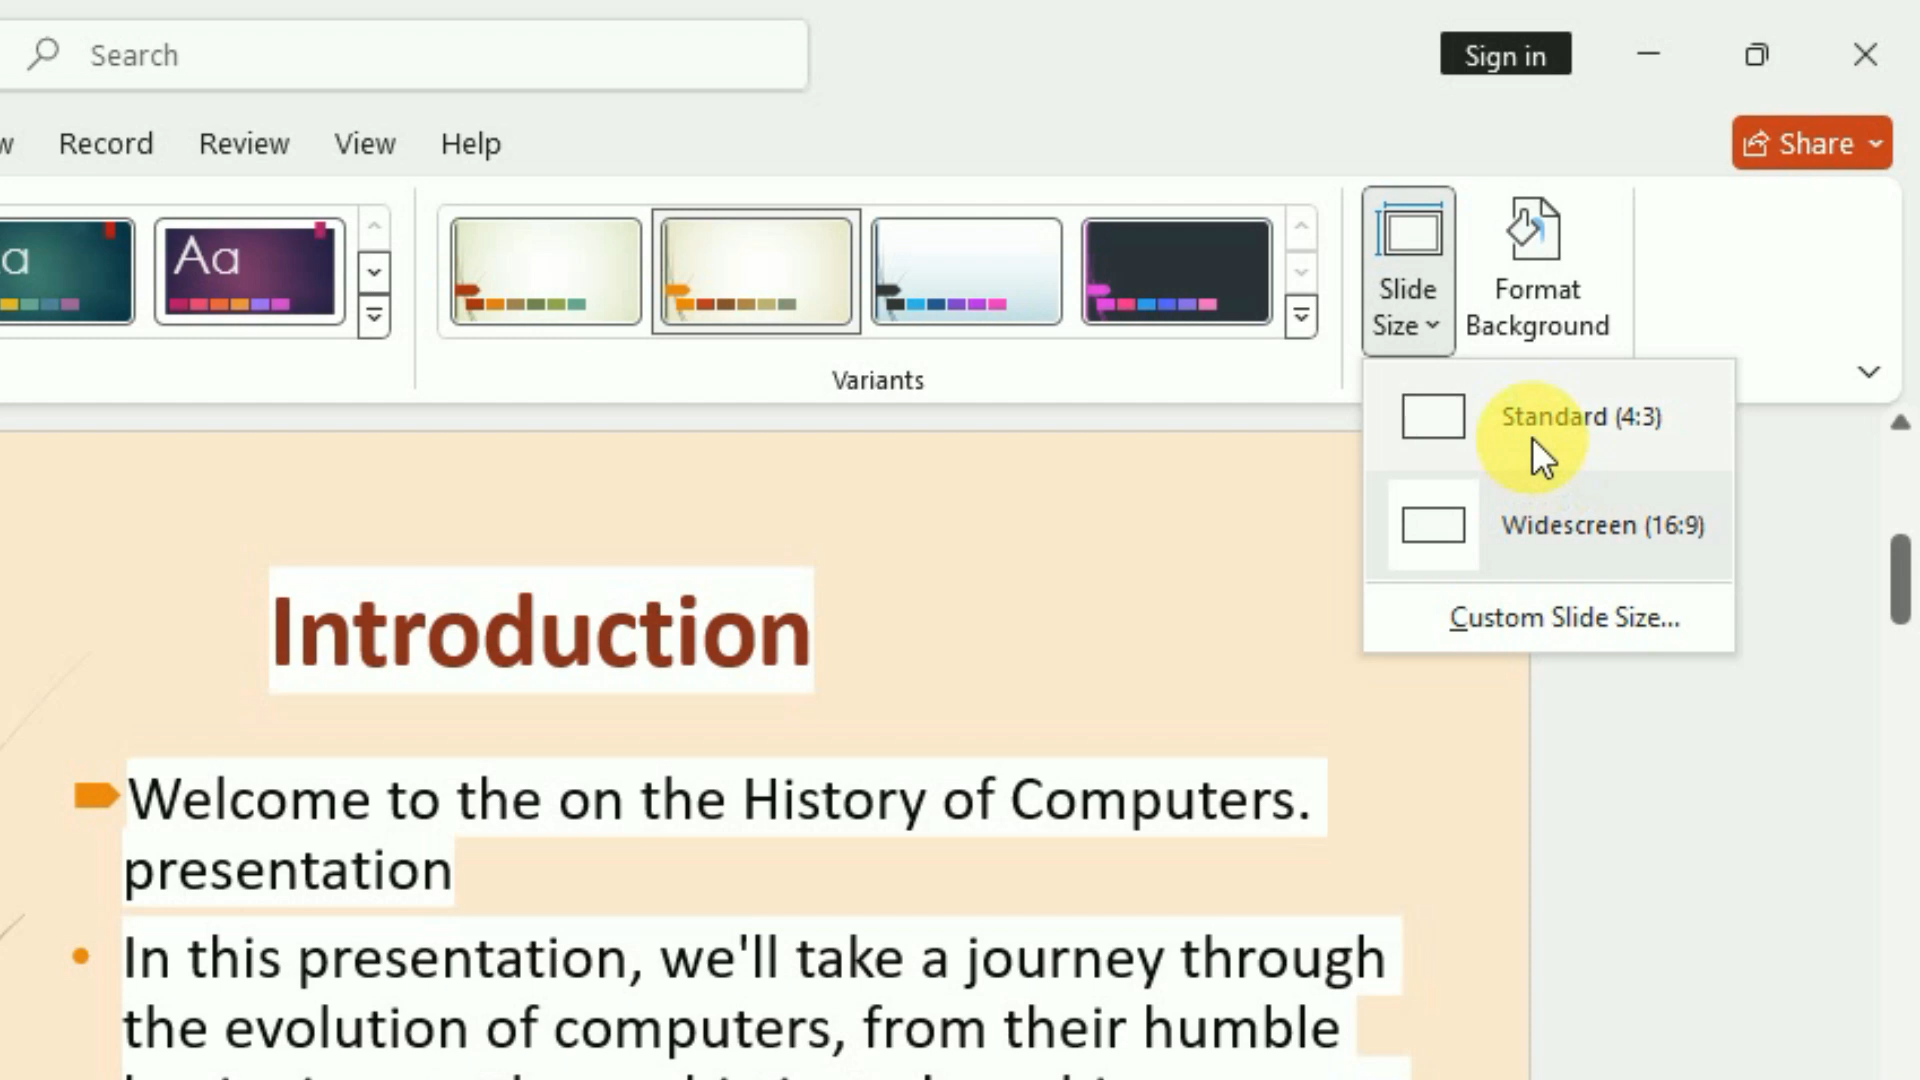 Search
Sign in
w Record Review View Help
Share
a
Aa
Slide
Size
Format
Background
Variants
Standard (4:3)
Widescreen (16:9)
Custom Slide Size...
Introduction
Welcome to the on the History of Computers.
presentation
In this presentation, we'll take a journey through
the evolution of computers, from their humble